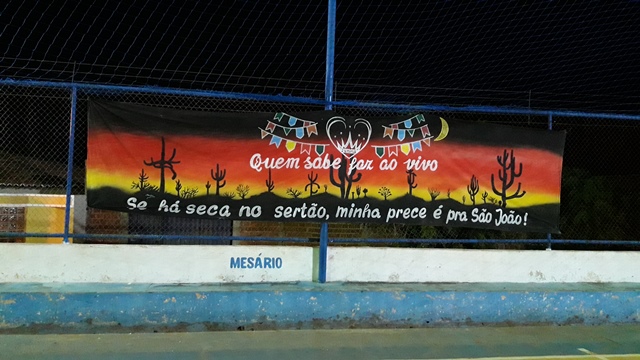 Quem sabe faz ao vivo
Se há seca no sertão, minha prece é pra São João!
MESÁRIO